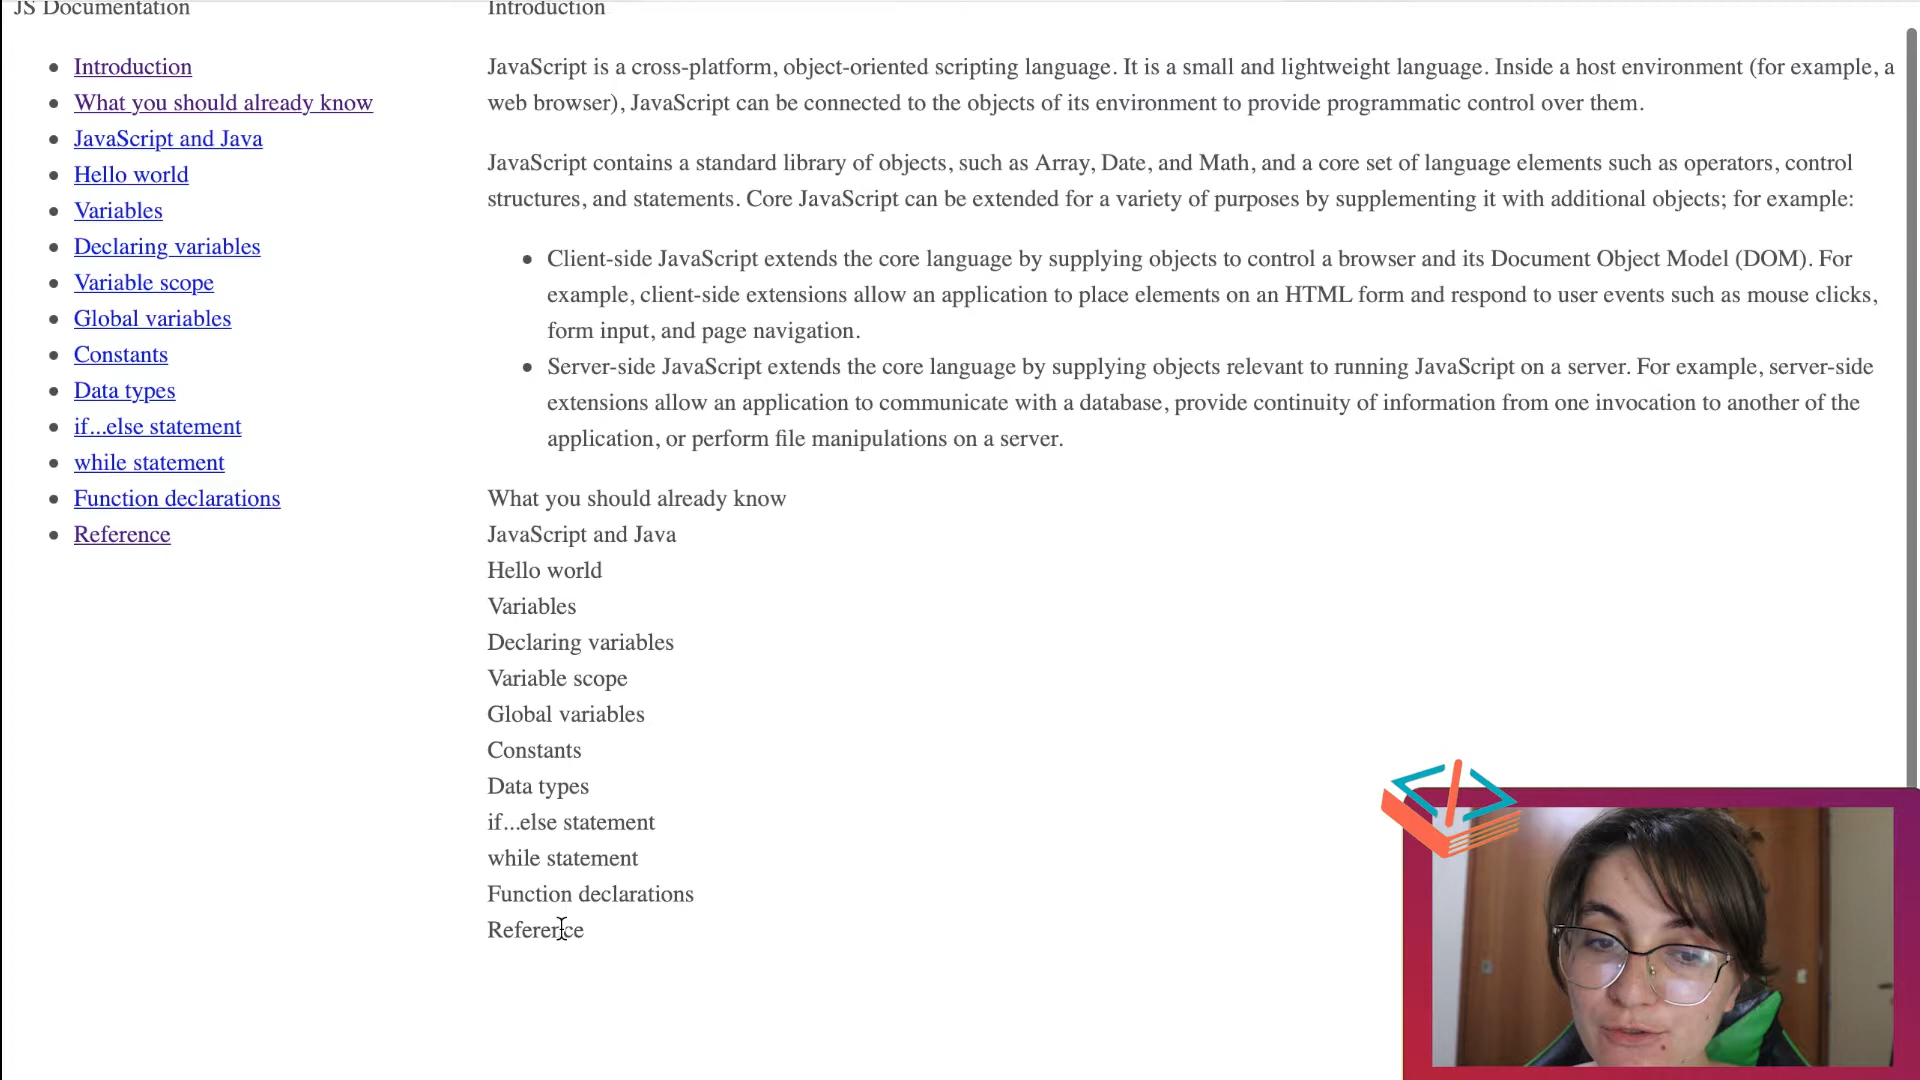 JS Documentation
Introduction
What you should already know
JavaScript and Java
Hello world
Variables
Declaring variables
Variable scope
Global variables
Constants
Data types
if...else statement
while statement
Function declarations
Reference
Introduction
JavaScript is a cross-platform, object-oriented scripting language. It is a small and lightweight language. Inside a host environment (for example, a
web browser), JavaScript can be connected to the objects of its environment to provide programmatic control over them.
JavaScript contains a standard library of objects, such as Array, Date, and Math, and a core set of language elements such as operators, control
structures, and statements. Core JavaScript can be extended for a variety of purposes by supplementing it with additional objects; for example:
Client-side JavaScript extends the core language by supplying objects to control a browser and its Document Object Model (DOM). For
example, client-side extensions allow an application to place elements on an HTML form and respond to user events such as mouse clicks,
form input, and page navigation.
Server-side JavaScript extends the core language by supplying objects relevant to running JavaScript on a server. For example, server-side
extensions allow an application to communicate with a database, provide continuity of information from one invocation to another of the
application, or perform file manipulations on a server.
What you should already know
JavaScript and Java
Hello world
Variables
Declaring variables
Variable scope
Global variables
Constants
Data types
if...else statement
while statement
Function declarations
Reference